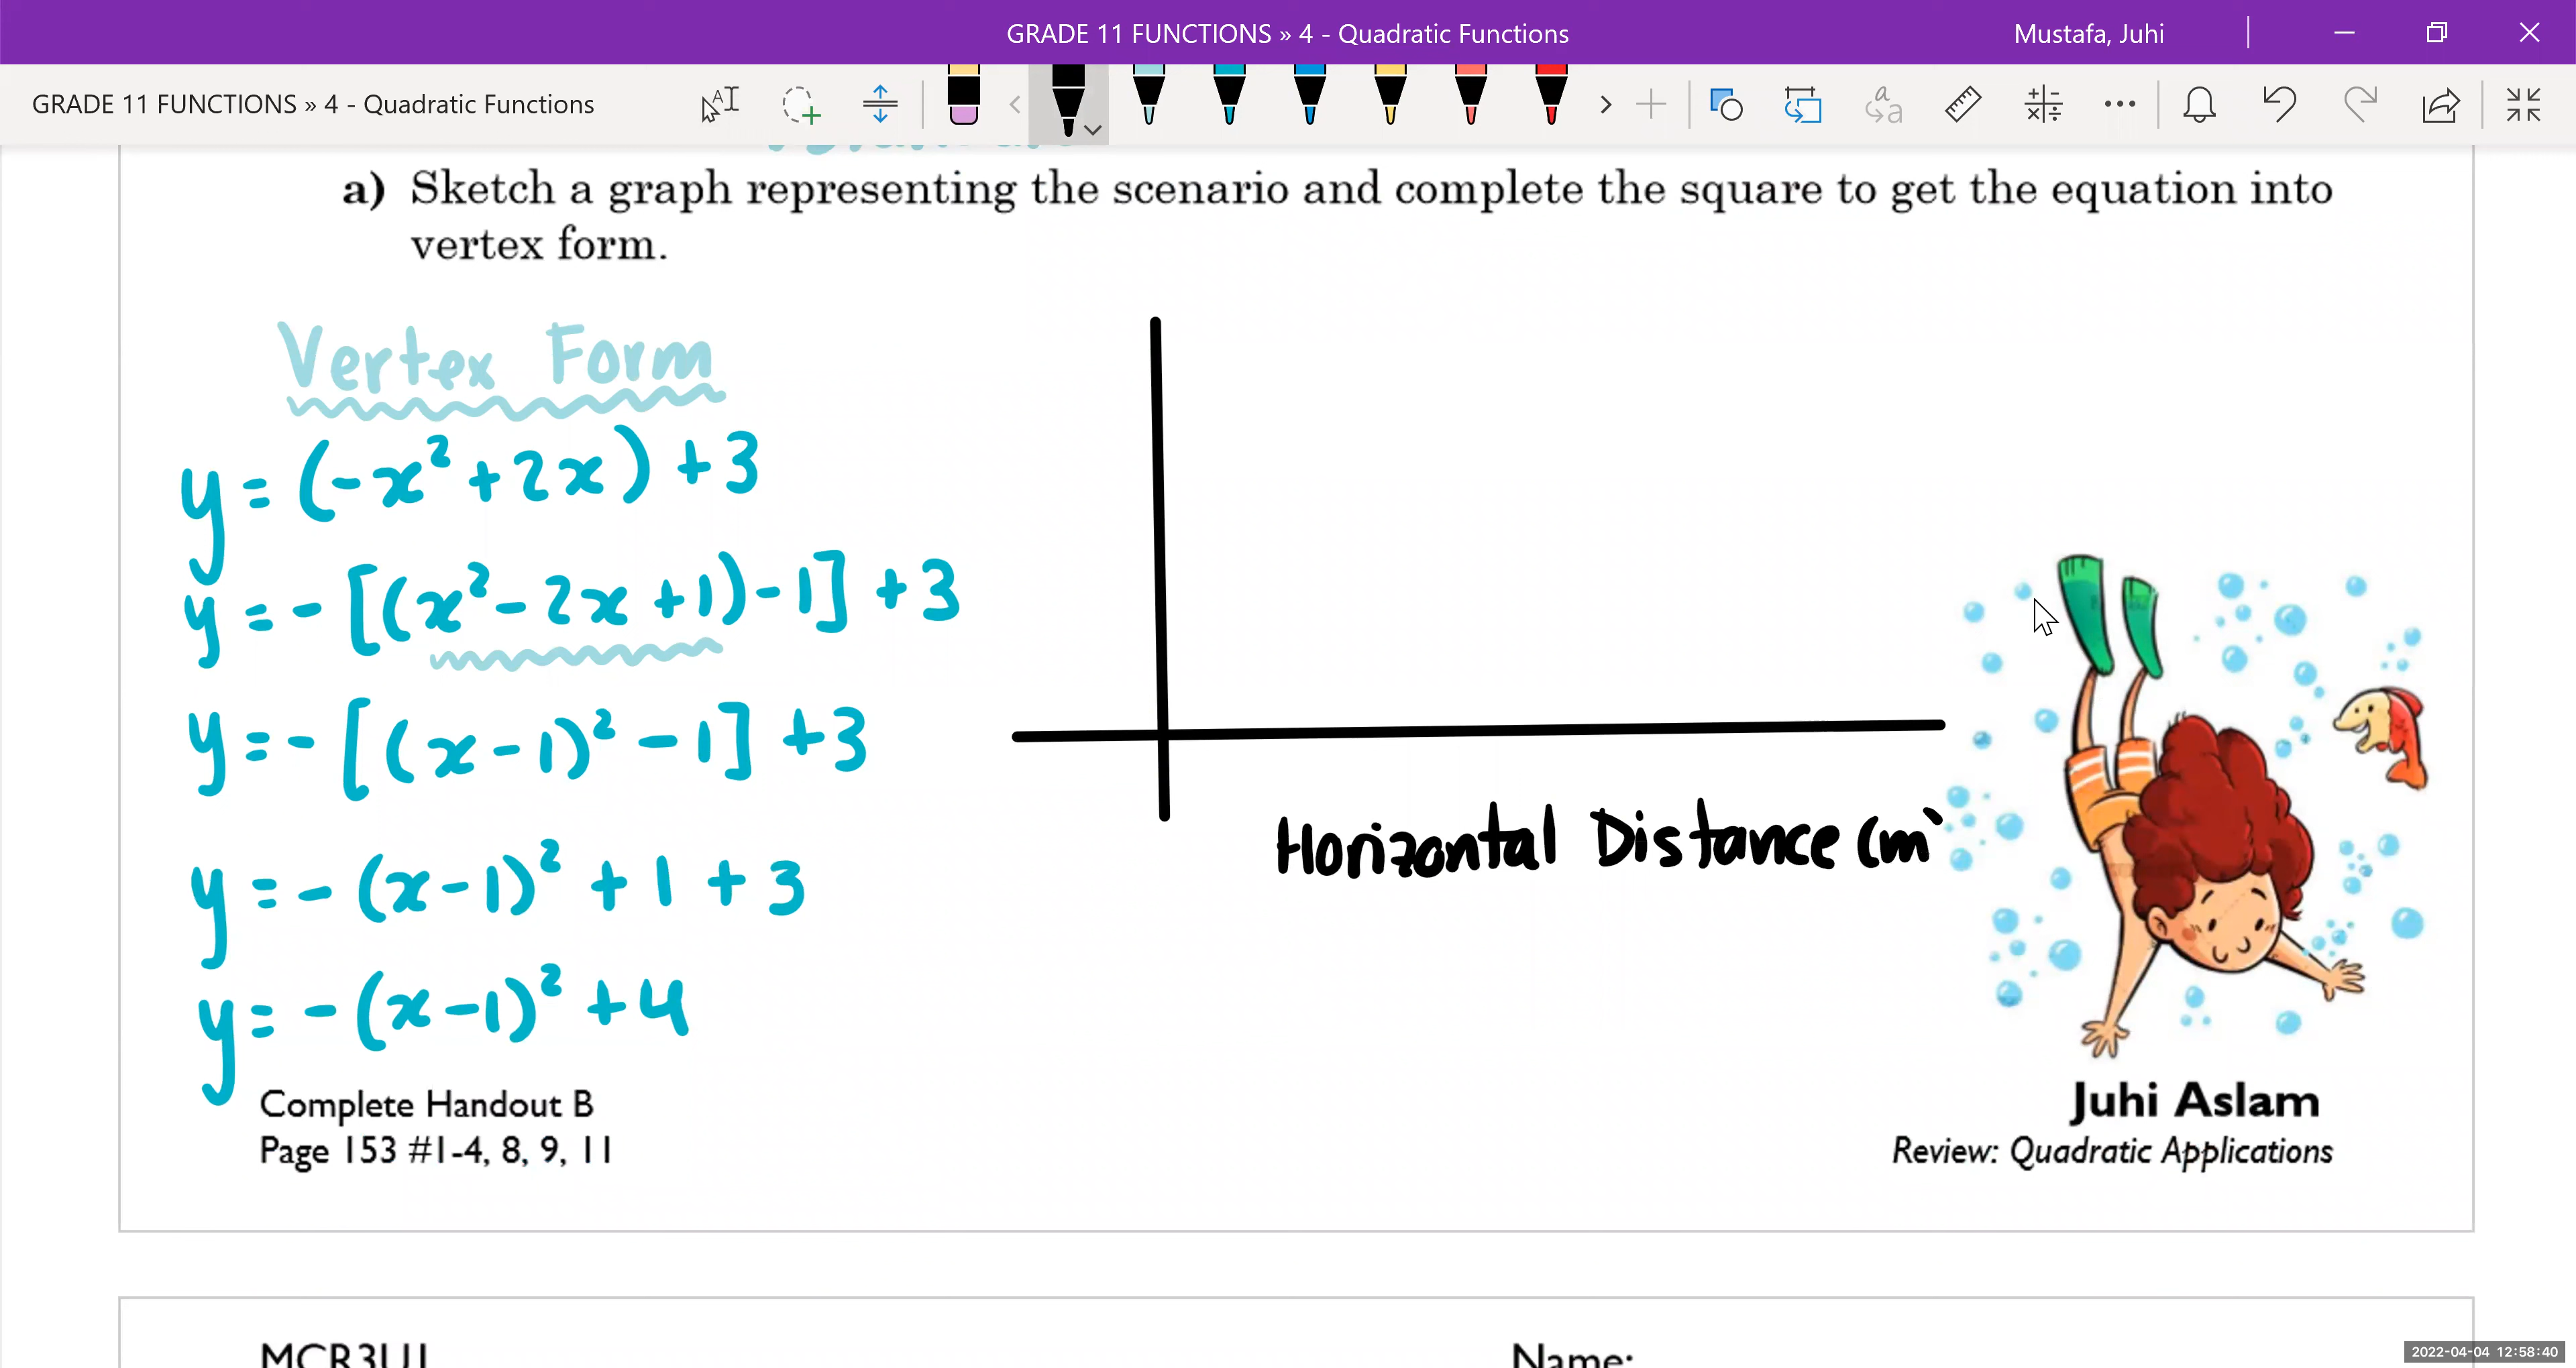 GRADE 11 FUNCTIONS » 4 - Quadratic Functions
Mustafa, Juhi
GRADE 11 FUNCTIONS » 4 - Quadratic Functions
a) Sketch a graph representing the scenario and complete the square to get the equation into
vertex form.
Vertex Form
y = (-x² + 2x) + 3
y = - [(x² - 2x + 1) - 1] + 3
y = - [(x - 1)² - 1] + 3
y = - (x - 1)² + 1 + 3
y = - (x - 1)² + 4
Horizontal Distance (m
Complete Handout B
Page 153 #1-4, 8, 9, 11
Juhi Aslam
Review: Quadratic Applications
MCR3U1
Name:
2022-04-04 12:58:40